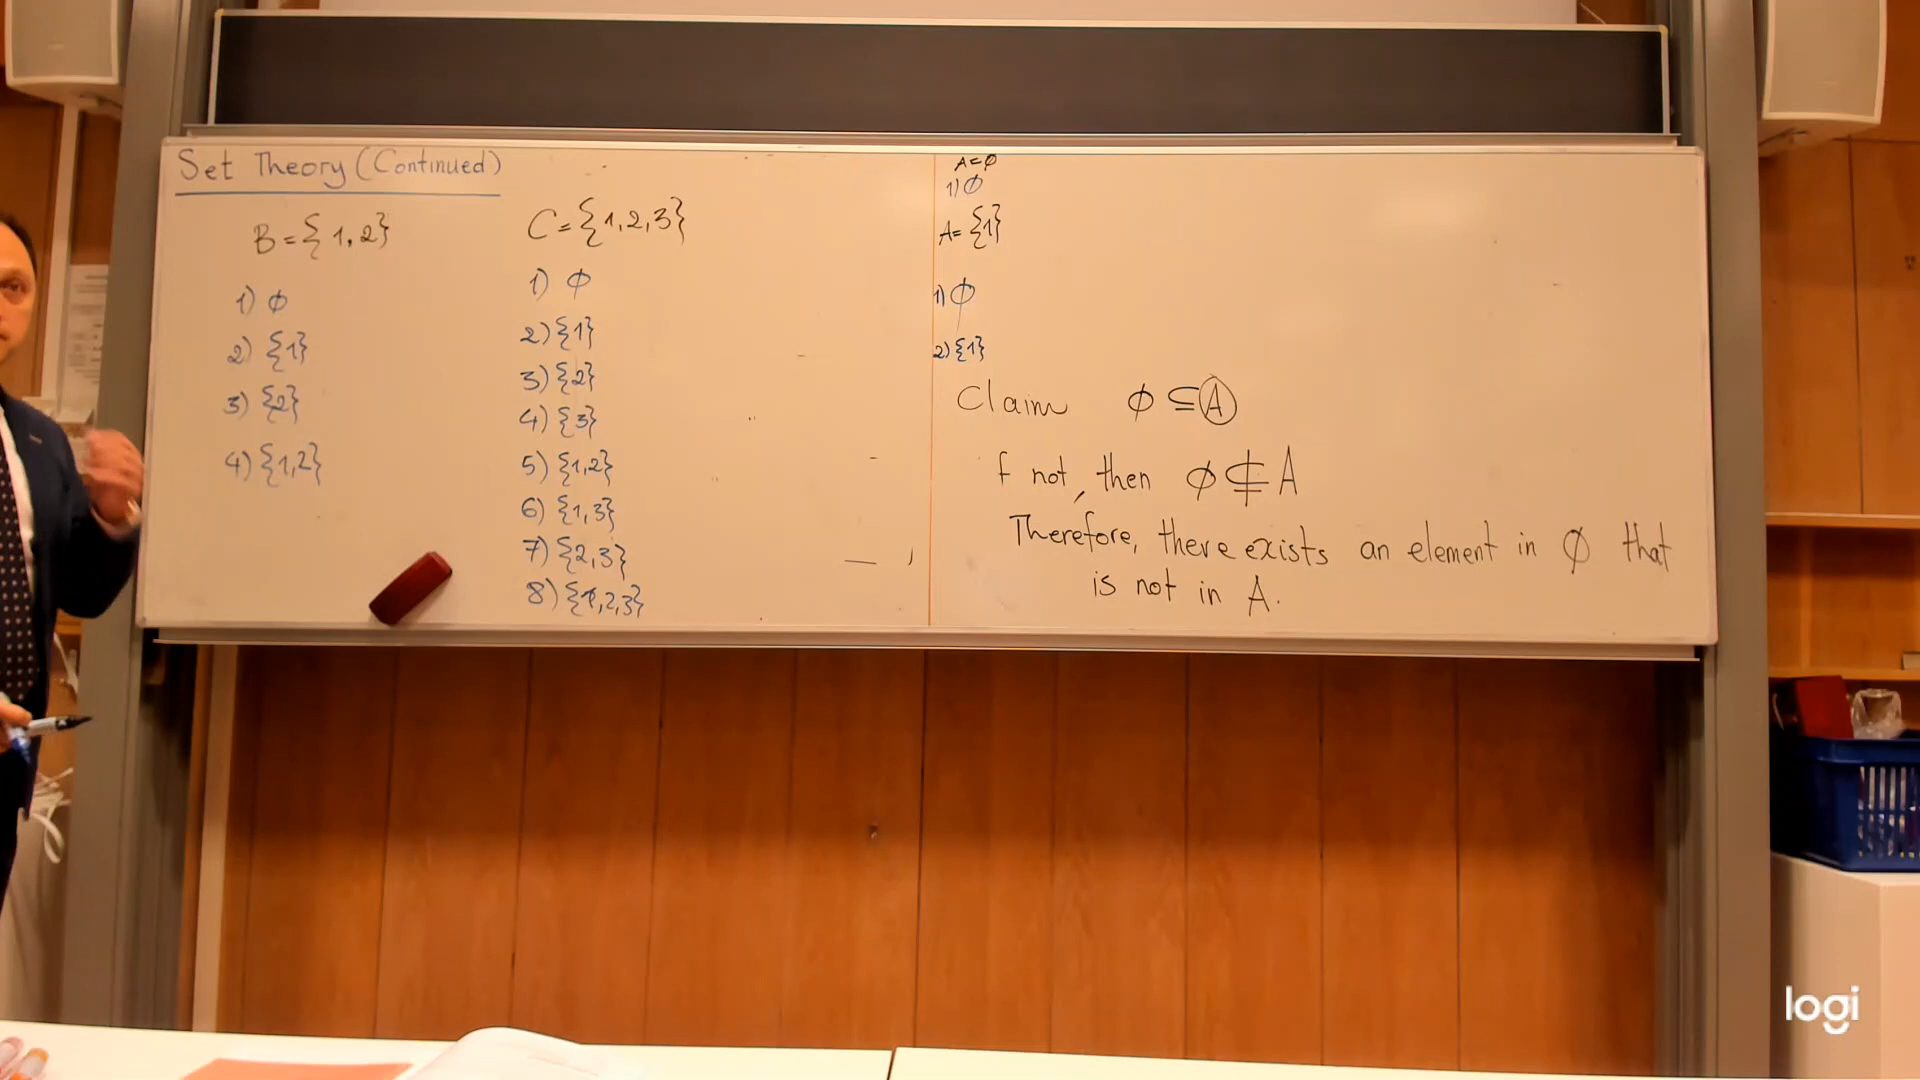 Set Theory (Continued)
B = { 1, 2}
1) ϕ
2) {1}
3) {2}
4) {1,2}
C = {1,2,3}
1) ϕ
2) {1}
3) {2}
4) {3}
5) {1,2}
6) {1,3}
7) {2,3}
8) {1,2,3}
A = ϕ
1) ϕ
A = {1}
1) ϕ
2) {1}
Claim ϕ ⊆ A
f not, then ϕ ⊈ A
Therefore, there exists an element in ϕ that
is not in A.
logi